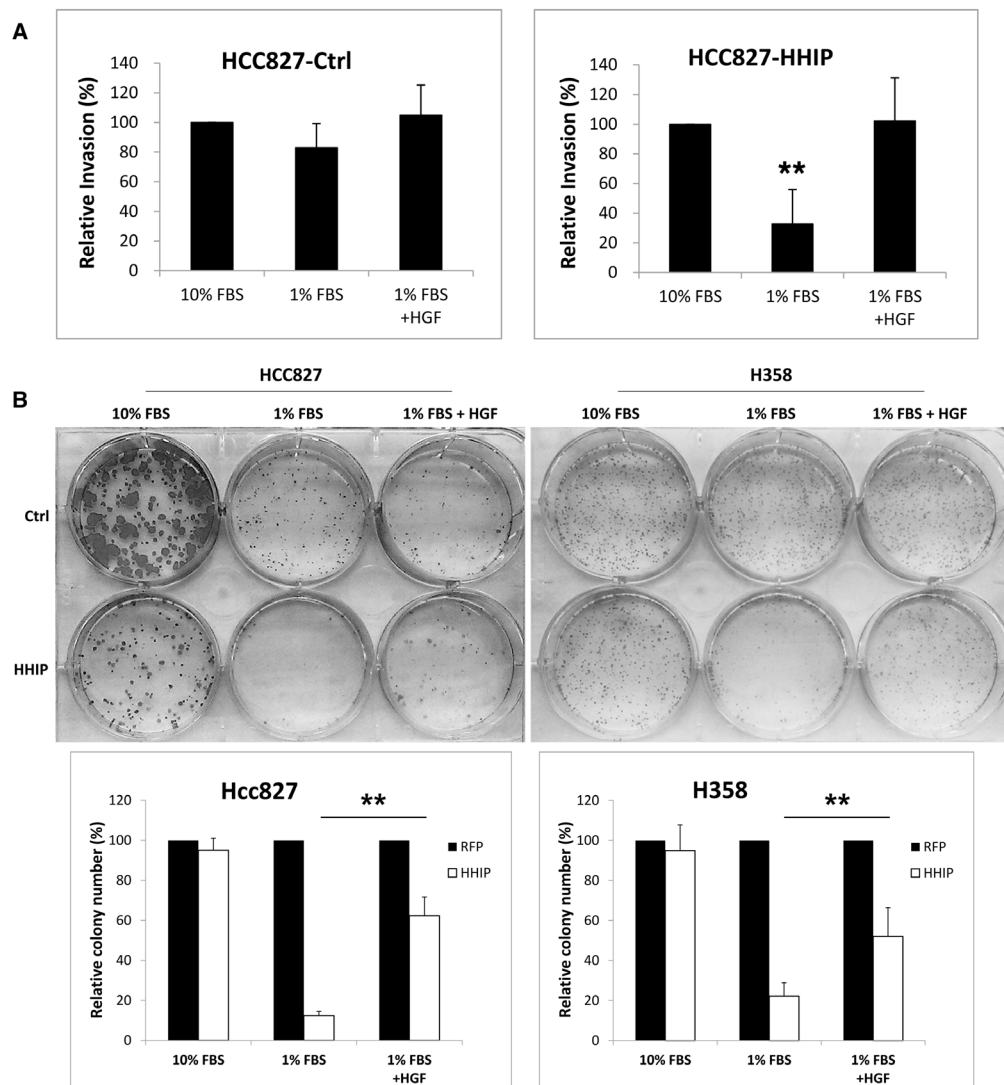 A
HCC827-Ctrl
Relative Invasion (%)
140
120
100
80
60
40
20
0
10% FBS
1% FBS
1% FBS
+HGF
HCC827-HHIP
Relative Invasion (%)
140
120
100
80
60
40
20
0
**
10% FBS
1% FBS
1% FBS
+HGF
B
HCC827
10% FBS 1% FBS 1% FBS + HGF
H358
10% FBS 1% FBS 1% FBS + HGF
Ctrl
HHIP
Hcc827
Relative colony number (%)
120
100
80
60
40
20
0
**
RFP
HHIP
10% FBS
1% FBS
1% FBS
+HGF
H358
Relative colony number (%)
120
100
80
60
40
20
0
**
RFP
HHIP
10% FBS
1% FBS
1% FBS
+HGF